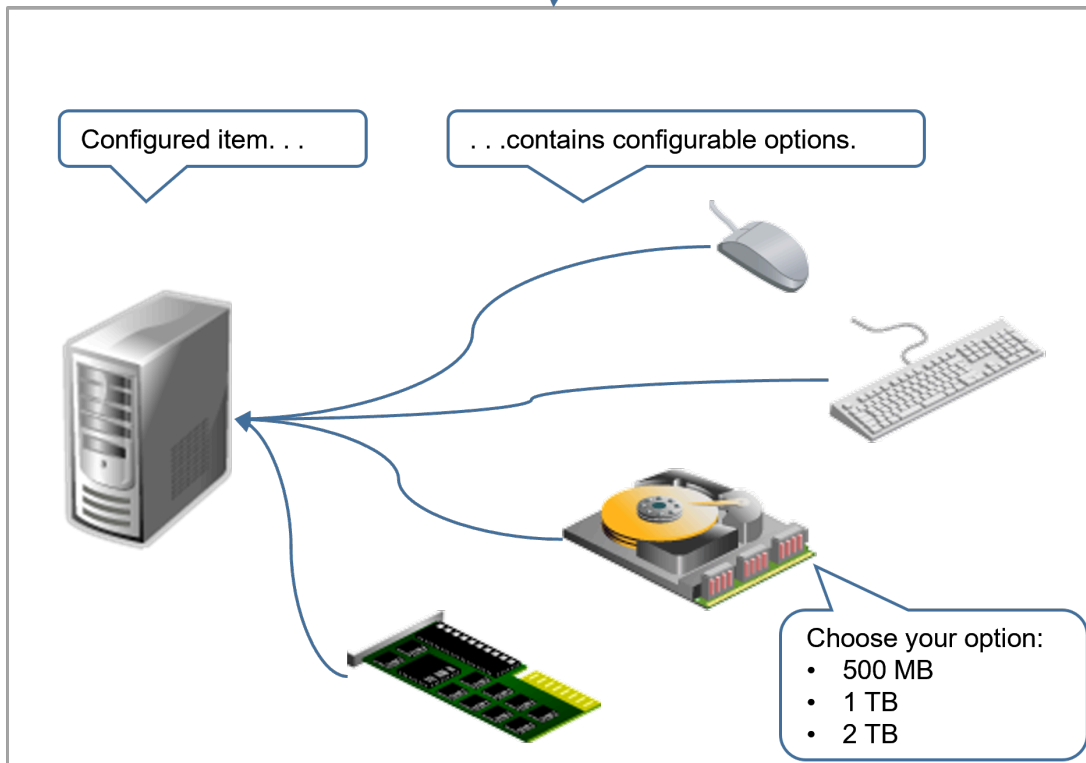 Configured item. . .
. . .contains configurable options.
Choose your option:
• 500 MB
• 1 TB
• 2 TB